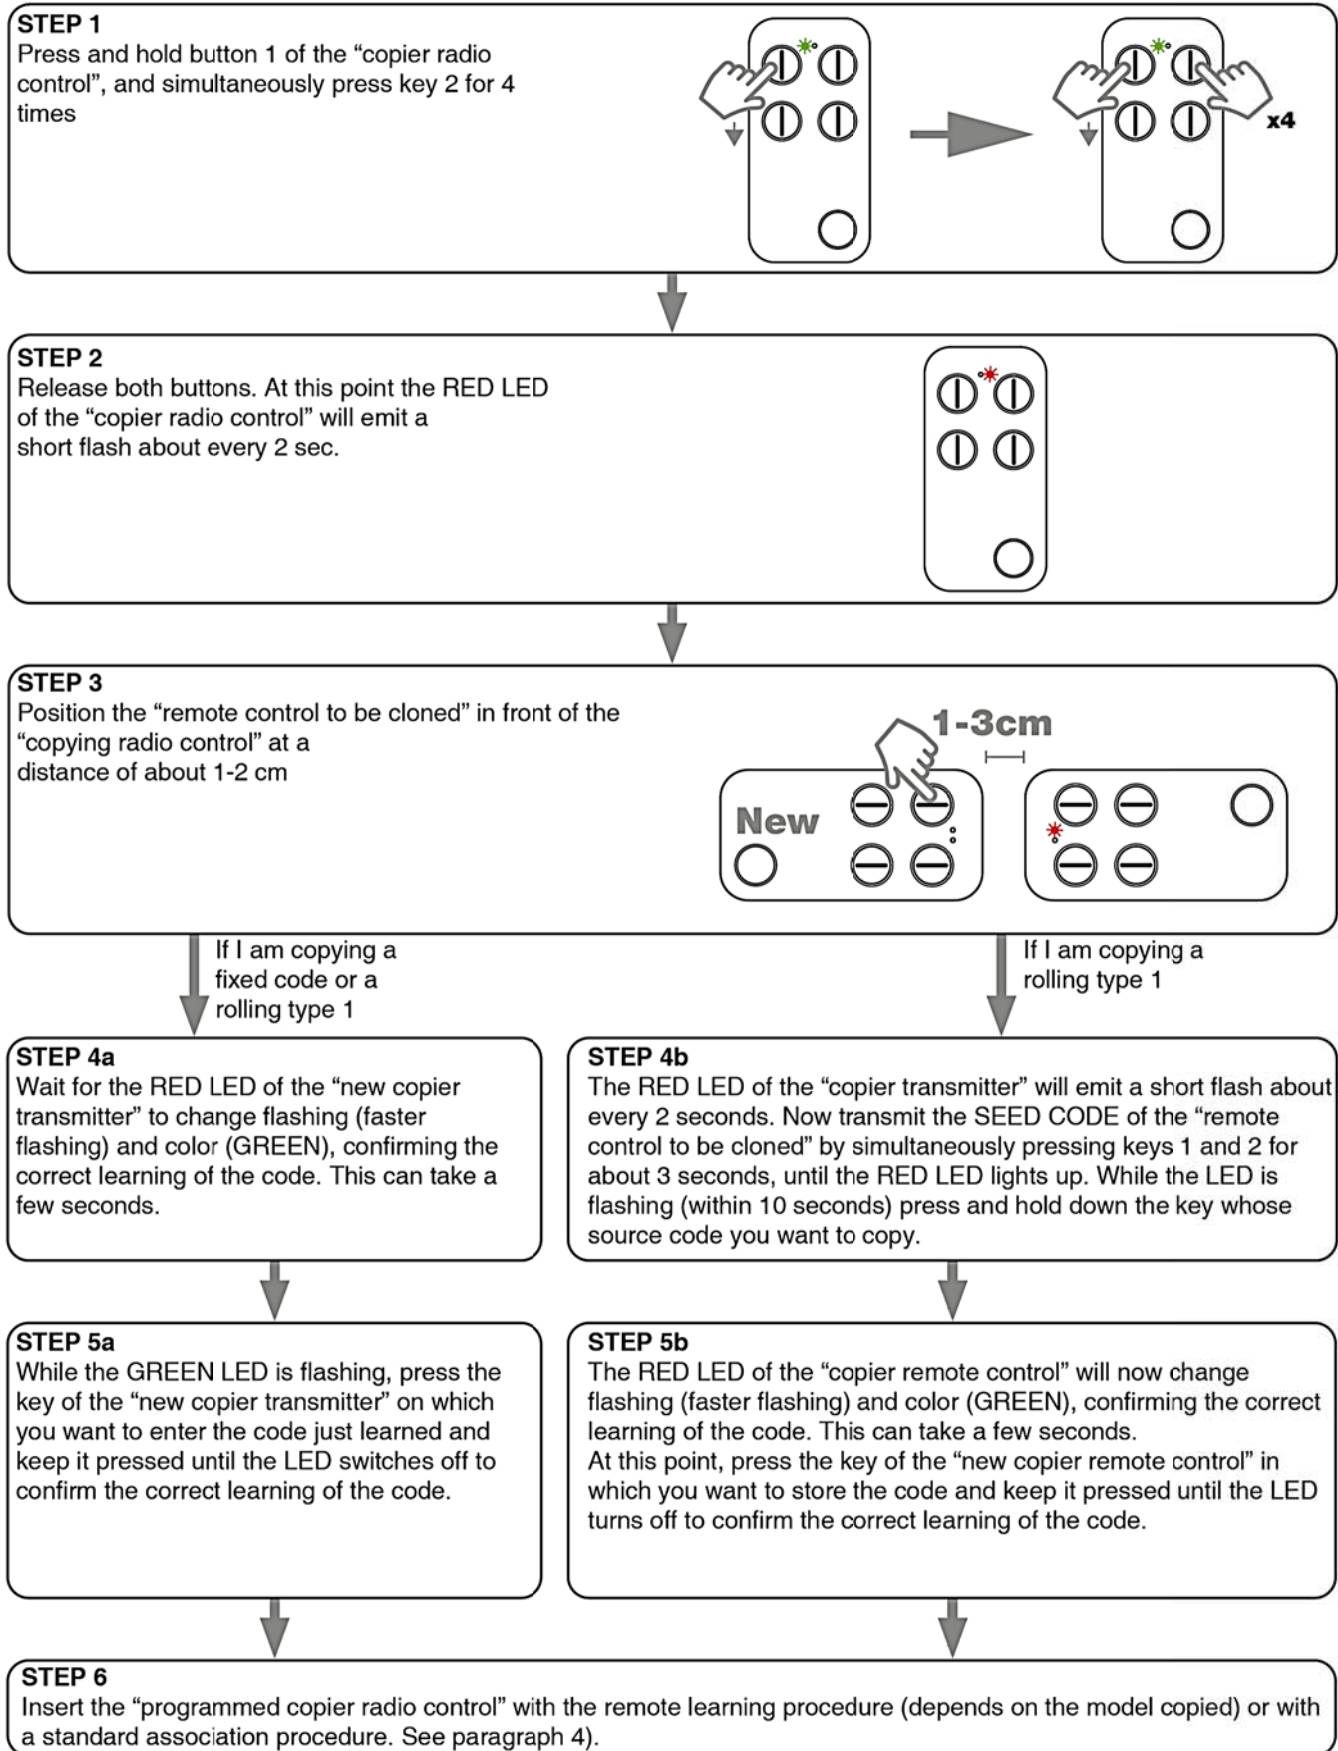 STEP 1
Press and hold button 1 of the “copier radio
control”, and simultaneously press key 2 for 4
times
x4
STEP 2
Release both buttons. At this point the RED LED
of the “copier radio control” will emit a
short flash about every 2 sec.
STEP 3
Position the “remote control to be cloned” in front of the
“copying radio control” at a
distance of about 1-2 cm
1-3cm
New
If I am copying a
fixed code or a
rolling type 1
If I am copying a
rolling type 1
STEP 4a
Wait for the RED LED of the “new copier
transmitter” to change flashing (faster
flashing) and color (GREEN), confirming the
correct learning of the code. This can take a
few seconds.
STEP 4b
The RED LED of the “copier transmitter” will emit a short flash about
every 2 seconds. Now transmit the SEED CODE of the “remote
control to be cloned” by simultaneously pressing keys 1 and 2 for
about 3 seconds, until the RED LED lights up. While the LED is
flashing (within 10 seconds) press and hold down the key whose
source code you want to copy.
STEP 5a
While the GREEN LED is flashing, press the
key of the “new copier transmitter” on which
you want to enter the code just learned and
keep it pressed until the LED switches off to
confirm the correct learning of the code.
STEP 5b
The RED LED of the “copier remote control” will now change
flashing (faster flashing) and color (GREEN), confirming the correct
learning of the code. This can take a few seconds.
At this point, press the key of the “new copier remote control” in
which you want to store the code and keep it pressed until the LED
turns off to confirm the correct learning of the code.
STEP 6
Insert the “programmed copier radio control” with the remote learning procedure (depends on the model copied) or with
a standard association procedure. See paragraph 4).